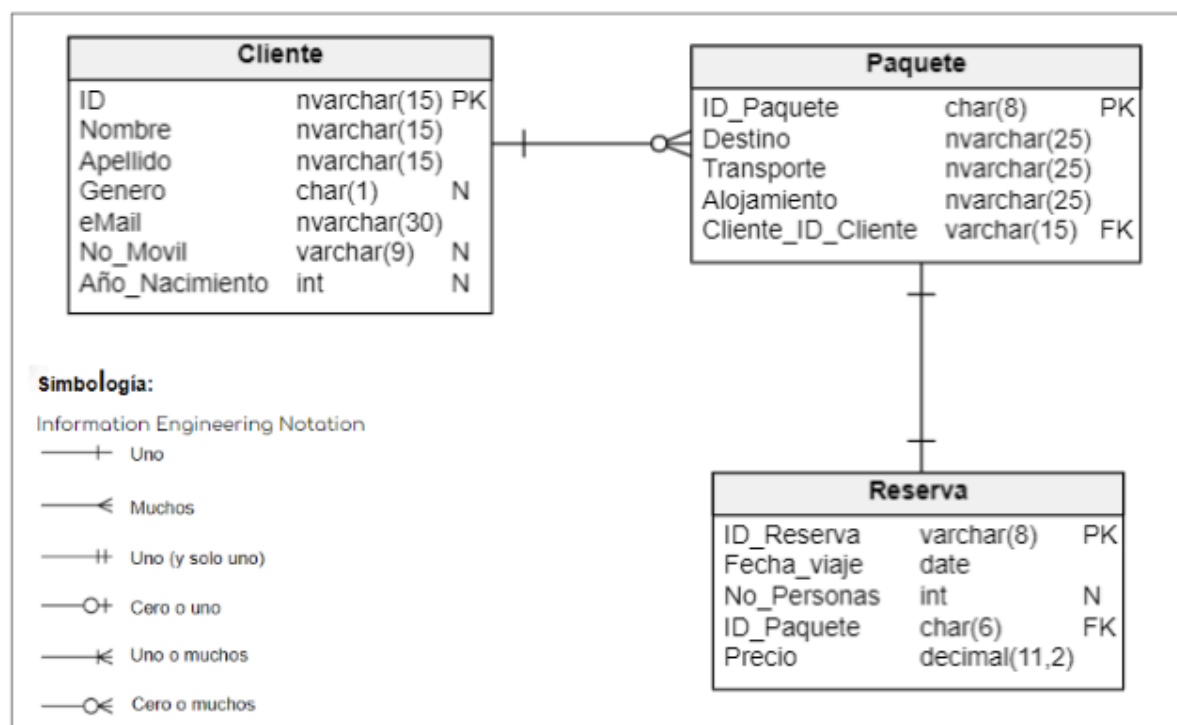 Cliente
ID nvarchar(15) PK
Nombre nvarchar(15)
Apellido nvarchar(15)
Genero char(1) N
eMail nvarchar(30)
No_Movil varchar(9) N
Año_Nacimiento int N
Paquete
ID_Paquete char(8) PK
Destino nvarchar(25)
Transporte nvarchar(25)
Alojamiento nvarchar(25)
Cliente_ID_Cliente varchar(15) FK
Simbología:
Information Engineering Notation
Uno
Muchos
Uno (y solo uno)
Cero o uno
Uno o muchos
Cero o muchos
Reserva
ID_Reserva varchar(8) PK
Fecha_viaje date
No_Personas int N
ID_Paquete char(6) FK
Precio decimal(11,2)